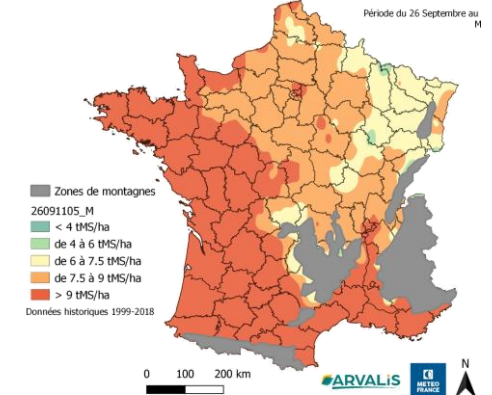 Période du 26 Septembre au
M
Zones de montagnes
26091105_M
< 4 tMS/ha
de 4 à 6 tMS/ha
de 6 à 7.5 tMS/ha
de 7.5 à 9 tMS/ha
> 9 tMS/ha
Données historiques 1999-2018
0 100 200 km
ARVALIS
METEO
FRANCE
N